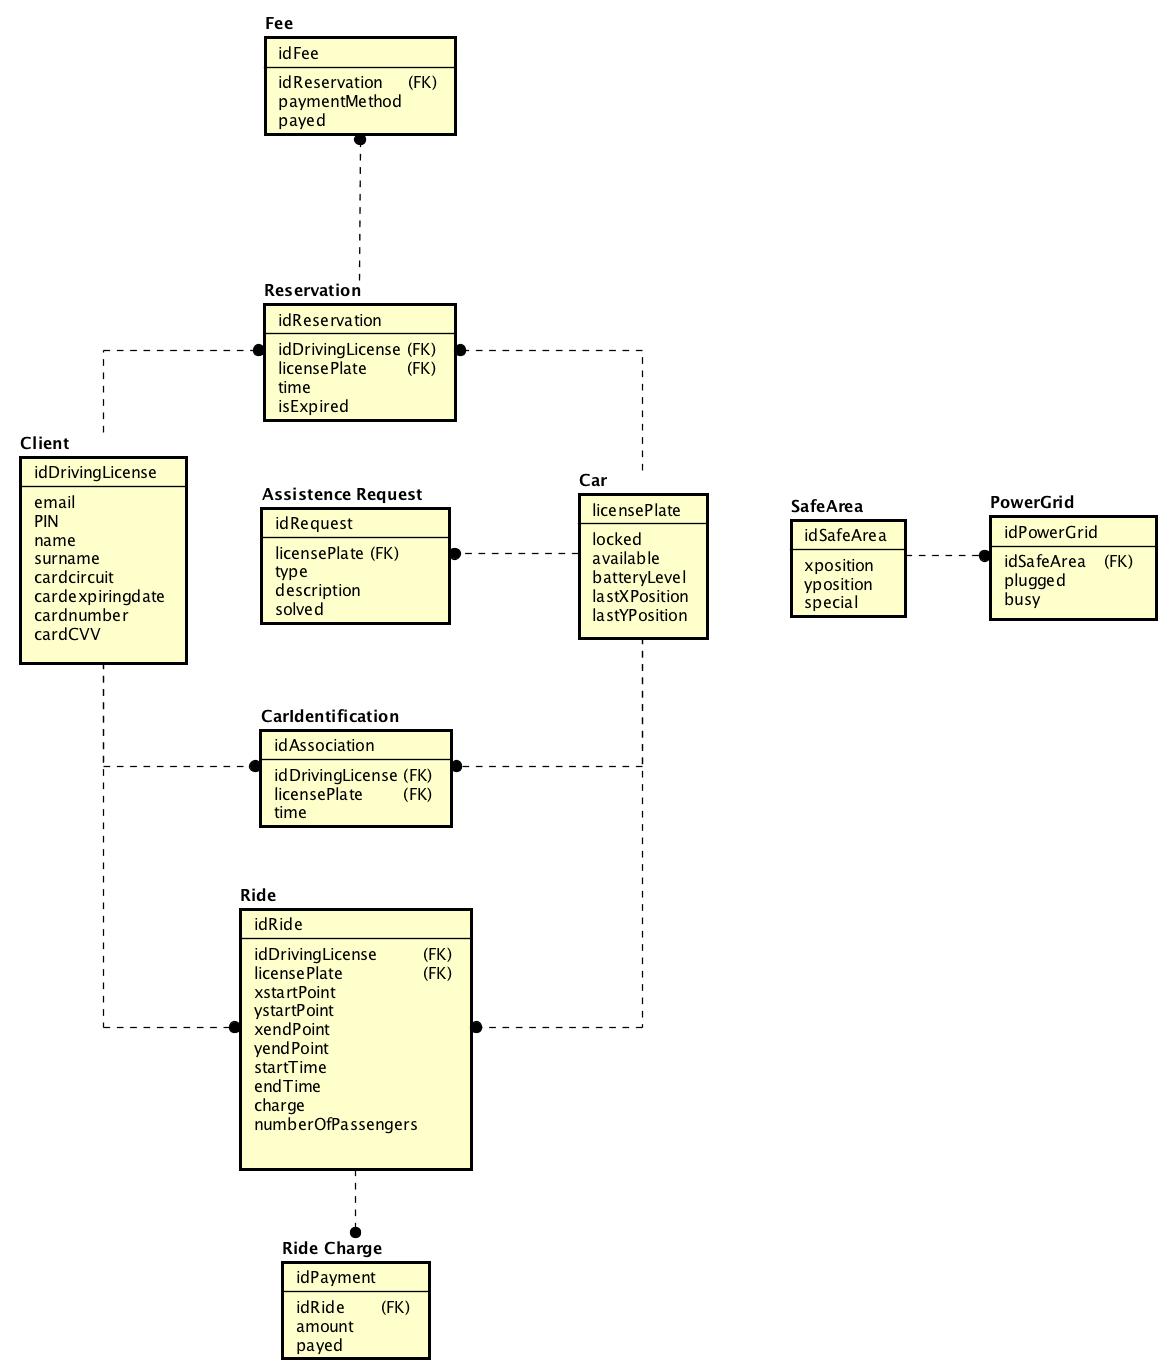 Fee
idFee
idReservation (FK)
paymentMethod
payed
Reservation
idReservation
idDrivingLicense (FK)
licensePlate (FK)
time
isExpired
Client
idDrivingLicense
email
PIN
name
surname
cardcircuit
cardexpiringdate
cardnumber
cardCVV
Assistence Request
idRequest
licensePlate (FK)
type
description
solved
Car
licensePlate
locked
available
batteryLevel
lastXPosition
lastYPosition
SafeArea
idSafeArea
xposition
yposition
special
PowerGrid
idPowerGrid
idSafeArea (FK)
plugged
busy
CarIdentification
idAssociation
idDrivingLicense (FK)
licensePlate (FK)
time
Ride
idRide
idDrivingLicense (FK)
licensePlate (FK)
xstartPoint
ystartPoint
xendPoint
yendPoint
startTime
endTime
charge
numberOfPassengers
Ride Charge
idPayment
idRide (FK)
amount
payed